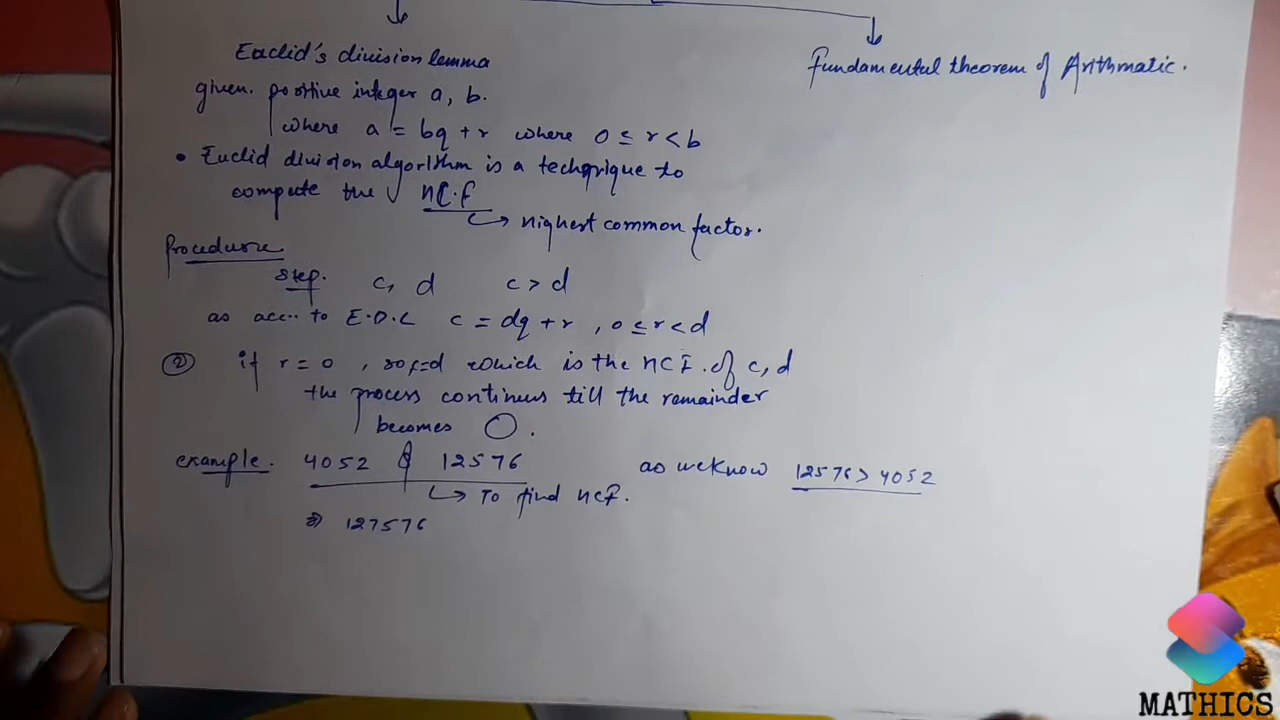 Euclid's division lemma
Fundamental theorem of Arithmatic.
given. positive integer a, b.
where a = bq + r where 0 ≤ r < b
• Euclid division algorithm is a technique to
compute the H.C.F
↳ Highest common factor.
Procedure
Step. c, d c > d
as acc.. to E.D.L c = dq + r , 0 ≤ r < d
② if r = 0 , which is the HCF. of c, d
the process continues till the remainder
becomes 0.
example. 4052 & 12576 as we know 12576 > 4052
↳ To find HCF.
⇒ 127576
MATHICS